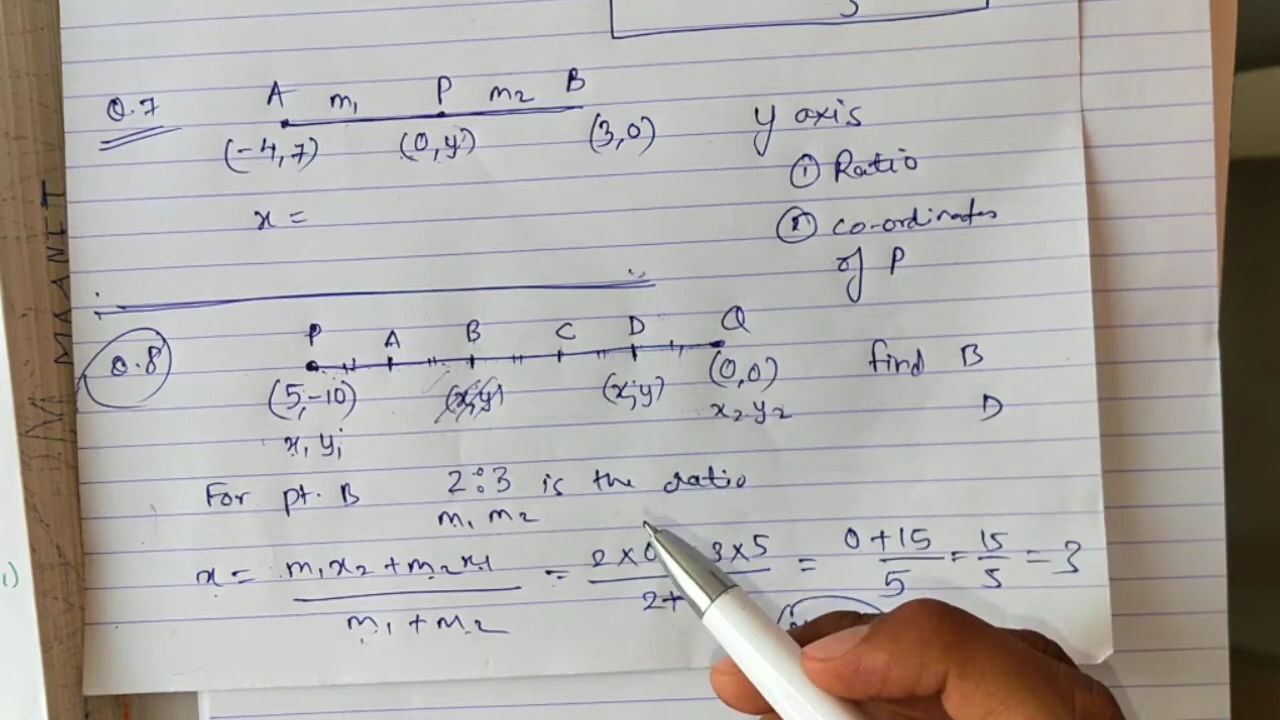 Q.7 A m1 P m2 B
(-4,7) (0,y) (3,0)
x =
y axis
① Ratio
② co-ordinates
of P
Q.8 P A B C D Q
(5,-10) (x,y) (x,y) (0,0)
x1 y1 x2 y2
find B
D
For pt. B 2:3 is the ratio
m1 m2
x = m1x2 + m2x1 / m1 + m2 = 2×0 3×5 / 2+ = 0+15 / 5 = 15/5 = 3
MAANET